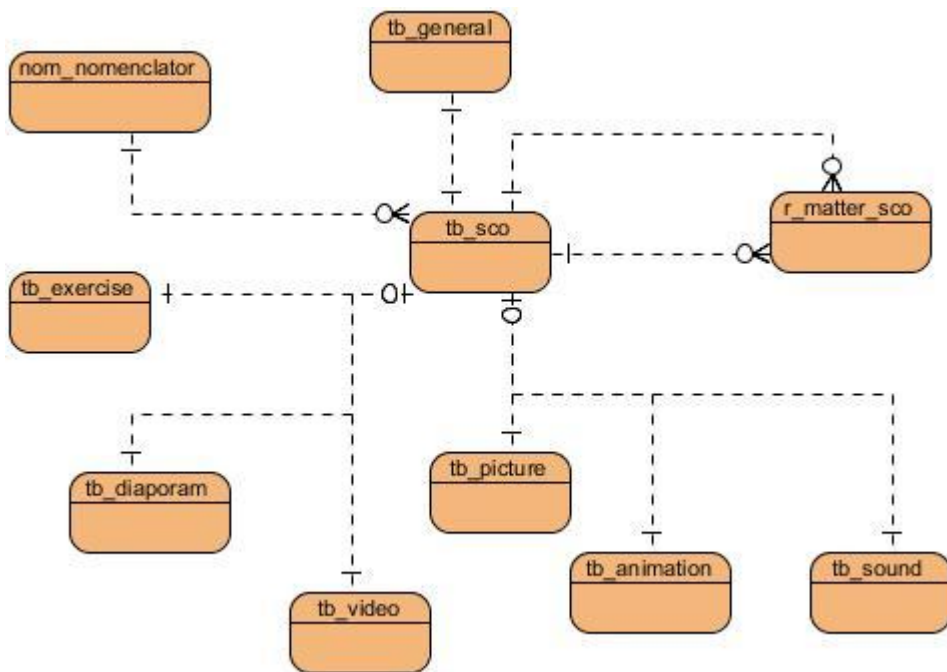 tb_general
nom_nomenclator
r_matter_sco
tb_sco
tb_exercise
tb_picture
tb_diaporam
tb_animation
tb_sound
tb_video